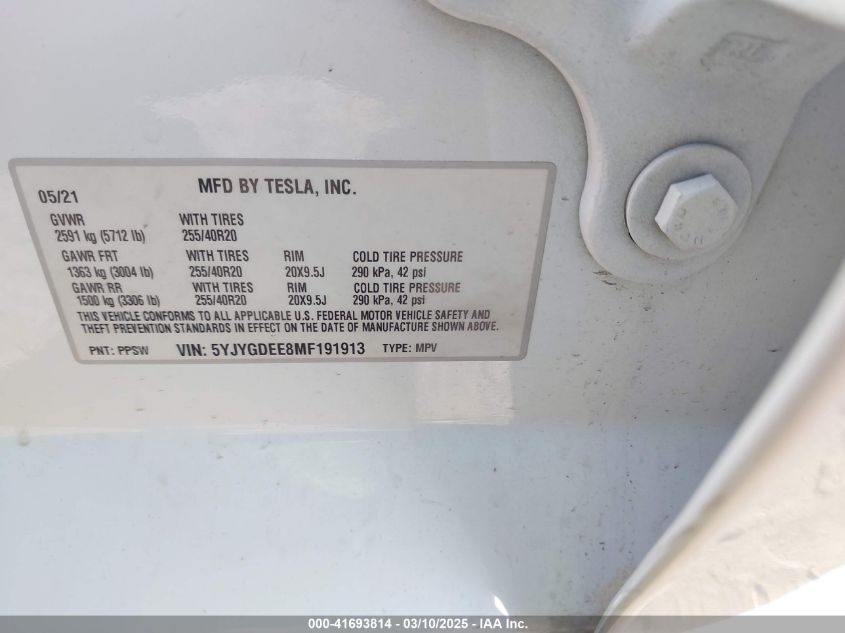 MFD BY TESLA, INC.
05/21
GVWR WITH TIRES
2591 kg (5712 lb) 255/40R20
GAWR FRT WITH TIRES RIM COLD TIRE PRESSURE
1363 kg (3004 lb) 255/40R20 20X9.5J 290 kPa, 42 psi
GAWR RR WITH TIRES RIM COLD TIRE PRESSURE
1500 kg (3306 lb) 255/40R20 20X9.5J 290 kPa, 42 psi
THIS VEHICLE CONFORMS TO ALL APPLICABLE U.S. FEDERAL MOTOR VEHICLE SAFETY AND
THEFT PREVENTION STANDARDS IN EFFECT ON THE DATE OF MANUFACTURE SHOWN ABOVE.
PNT: PPSW VIN: 5YJYGDEE8MF191913 TYPE: MPV
000-41693814 - 03/10/2025 - IAA Inc.